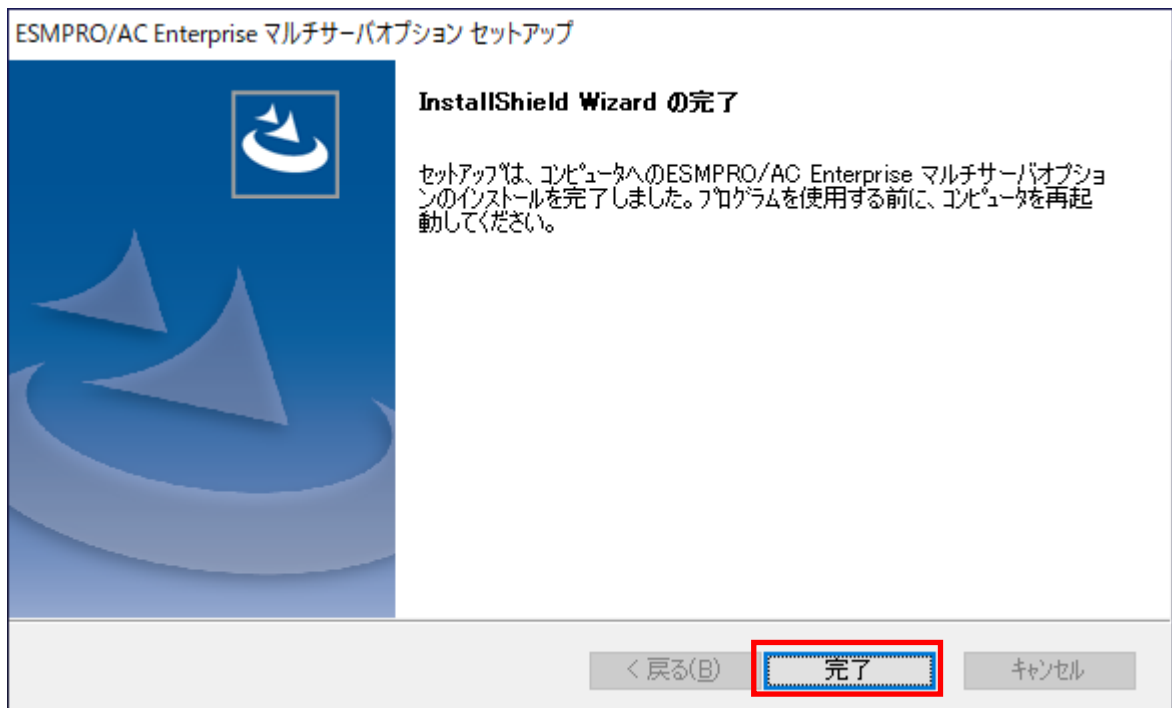 ESMPRO/AC Enterprise マルチサーバオプション セットアップ
InstallShield Wizard の完了
セットアップは、コンピュータへのESMPRO/AC Enterprise マルチサーバオプショ
ンのインストールを完了しました。プログラムを使用する前に、コンピュータを再起
動してください。
< 戻る(B)
完了
キャンセル